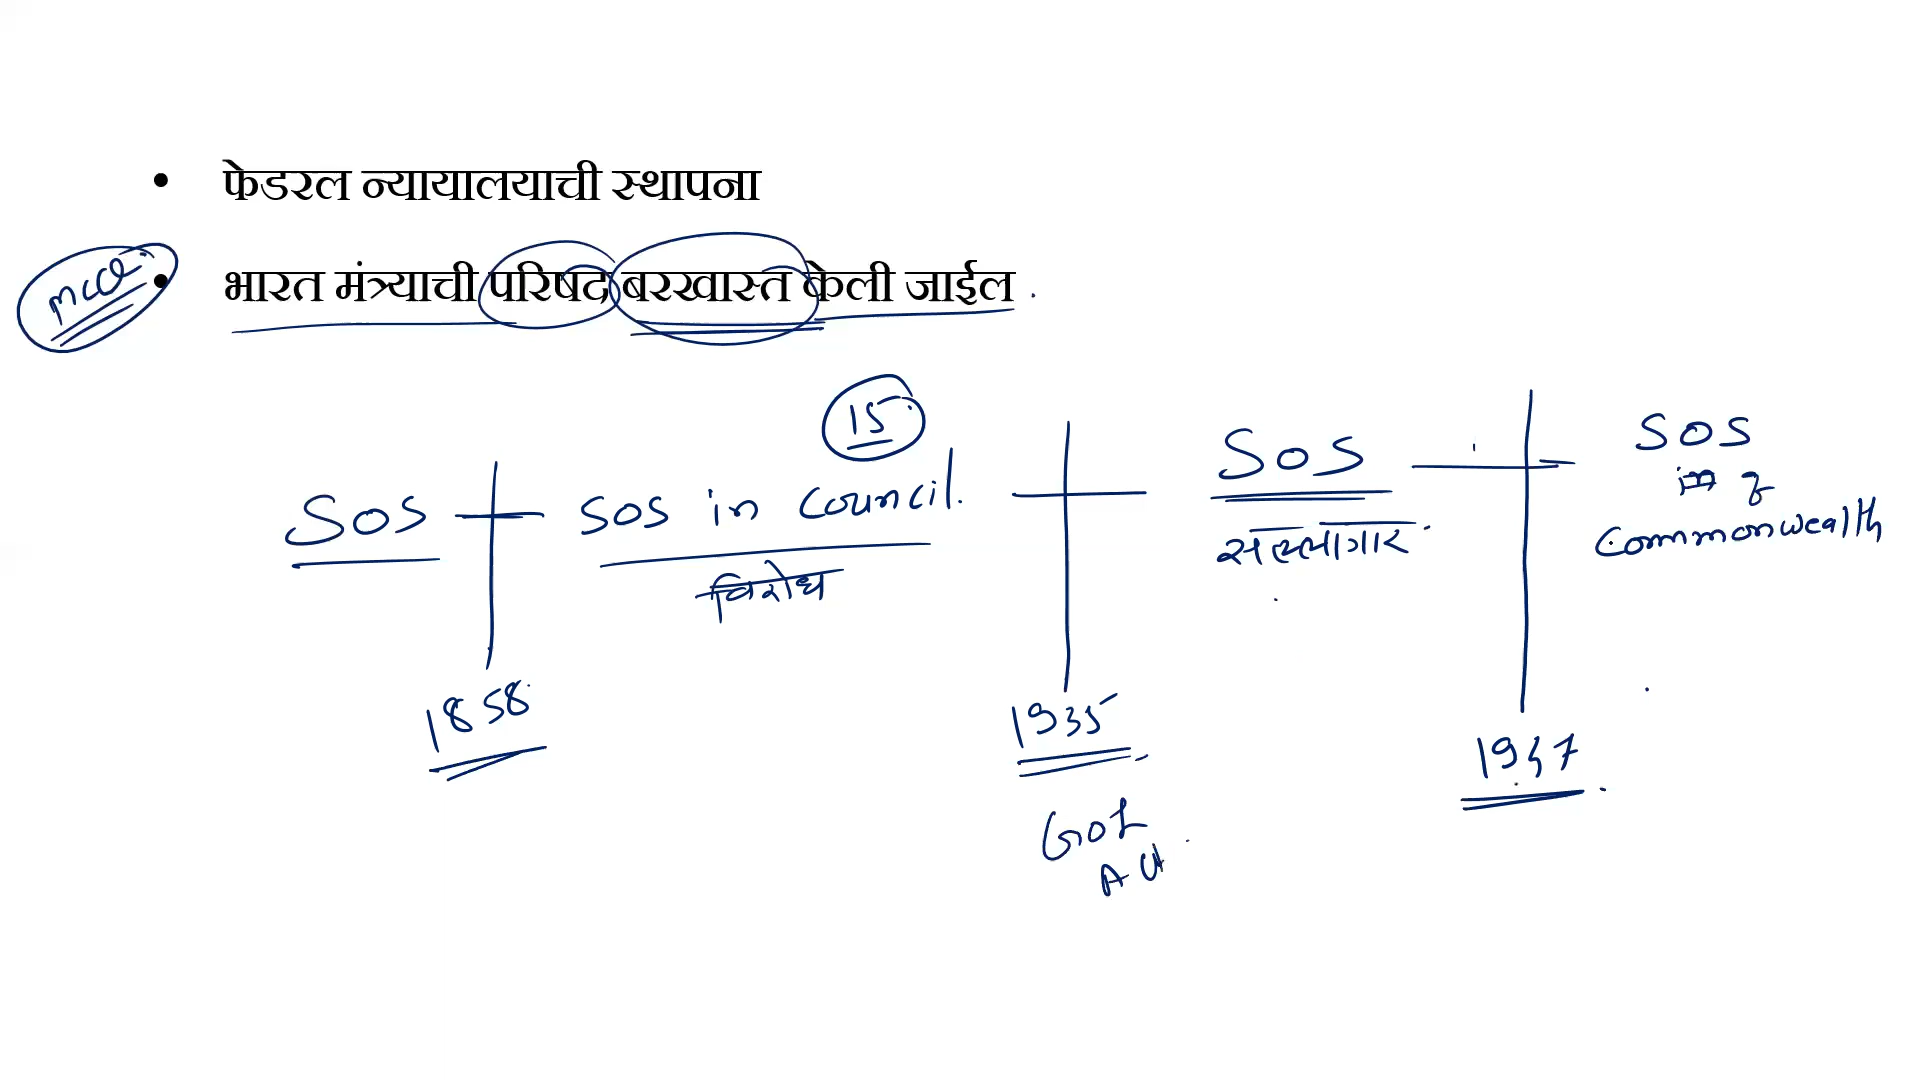 • फेडरल न्यायालयाची स्थापना
MCQ • भारत मंत्र्याची परिषद बरखास्त केली जाईल
15
SOS SOS in Council. SOS SOS
विरोध सल्लागार Commonwealth
1858 1935 1947
GOI
Act